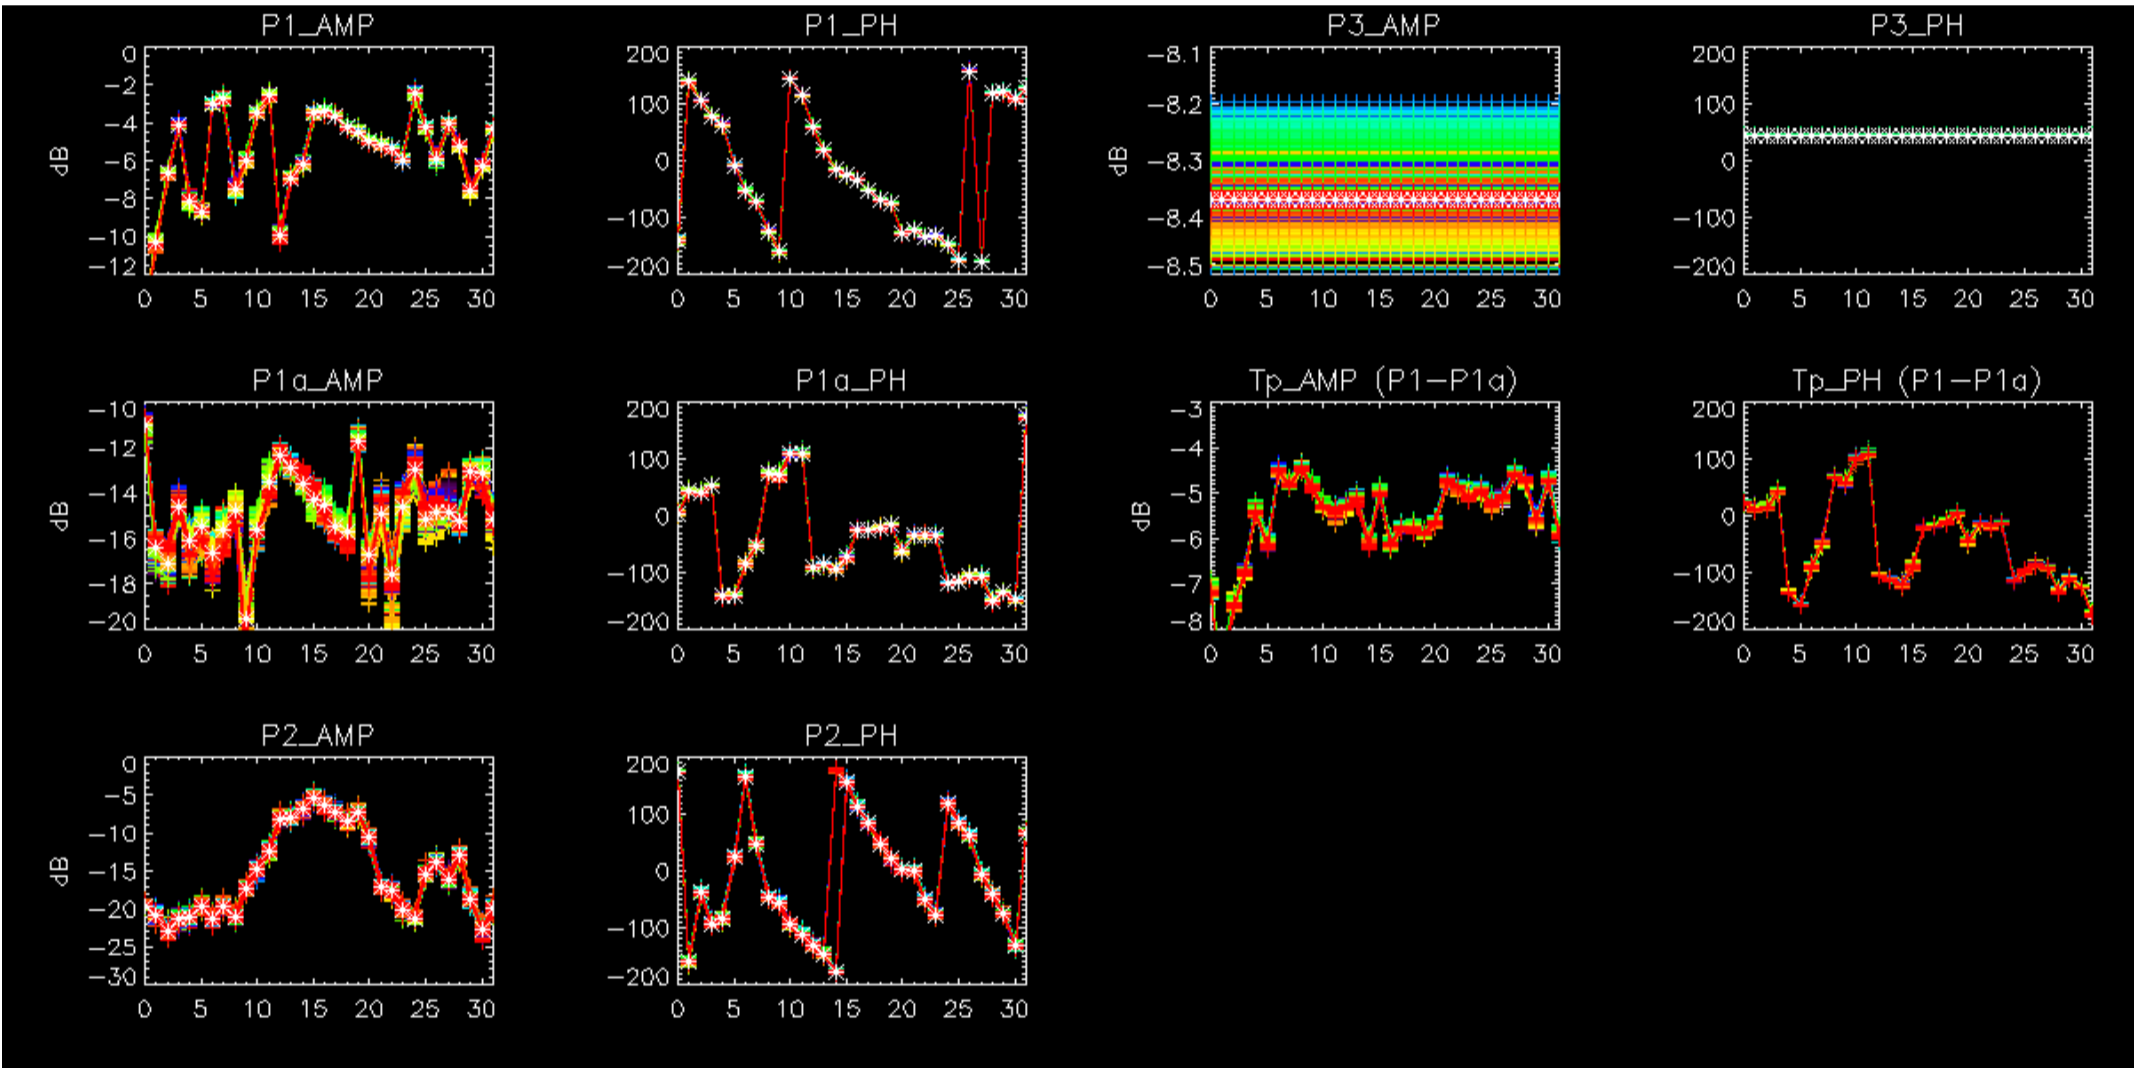 P1_AMP
P1_PH
P3_AMP
P3_PH
0
−2
−4
−6
−8
−10
−12
dB
0 5 10 15 20 25 30
200
100
0
−100
−200
0 5 10 15 20 25 30
−8.1
−8.2
−8.3
−8.4
−8.5
dB
0 5 10 15 20 25 30
200
100
0
−100
−200
0 5 10 15 20 25 30
P1a_AMP
P1a_PH
Tp_AMP (P1−P1a)
Tp_PH (P1−P1a)
−10
−12
−14
−16
−18
−20
dB
0 5 10 15 20 25 30
200
100
0
−100
−200
0 5 10 15 20 25 30
−3
−4
−5
−6
−7
−8
dB
0 5 10 15 20 25 30
200
100
0
−100
−200
0 5 10 15 20 25 30
P2_AMP
P2_PH
0
−5
−10
−15
−20
−25
−30
dB
0 5 10 15 20 25 30
200
100
0
−100
−200
0 5 10 15 20 25 30